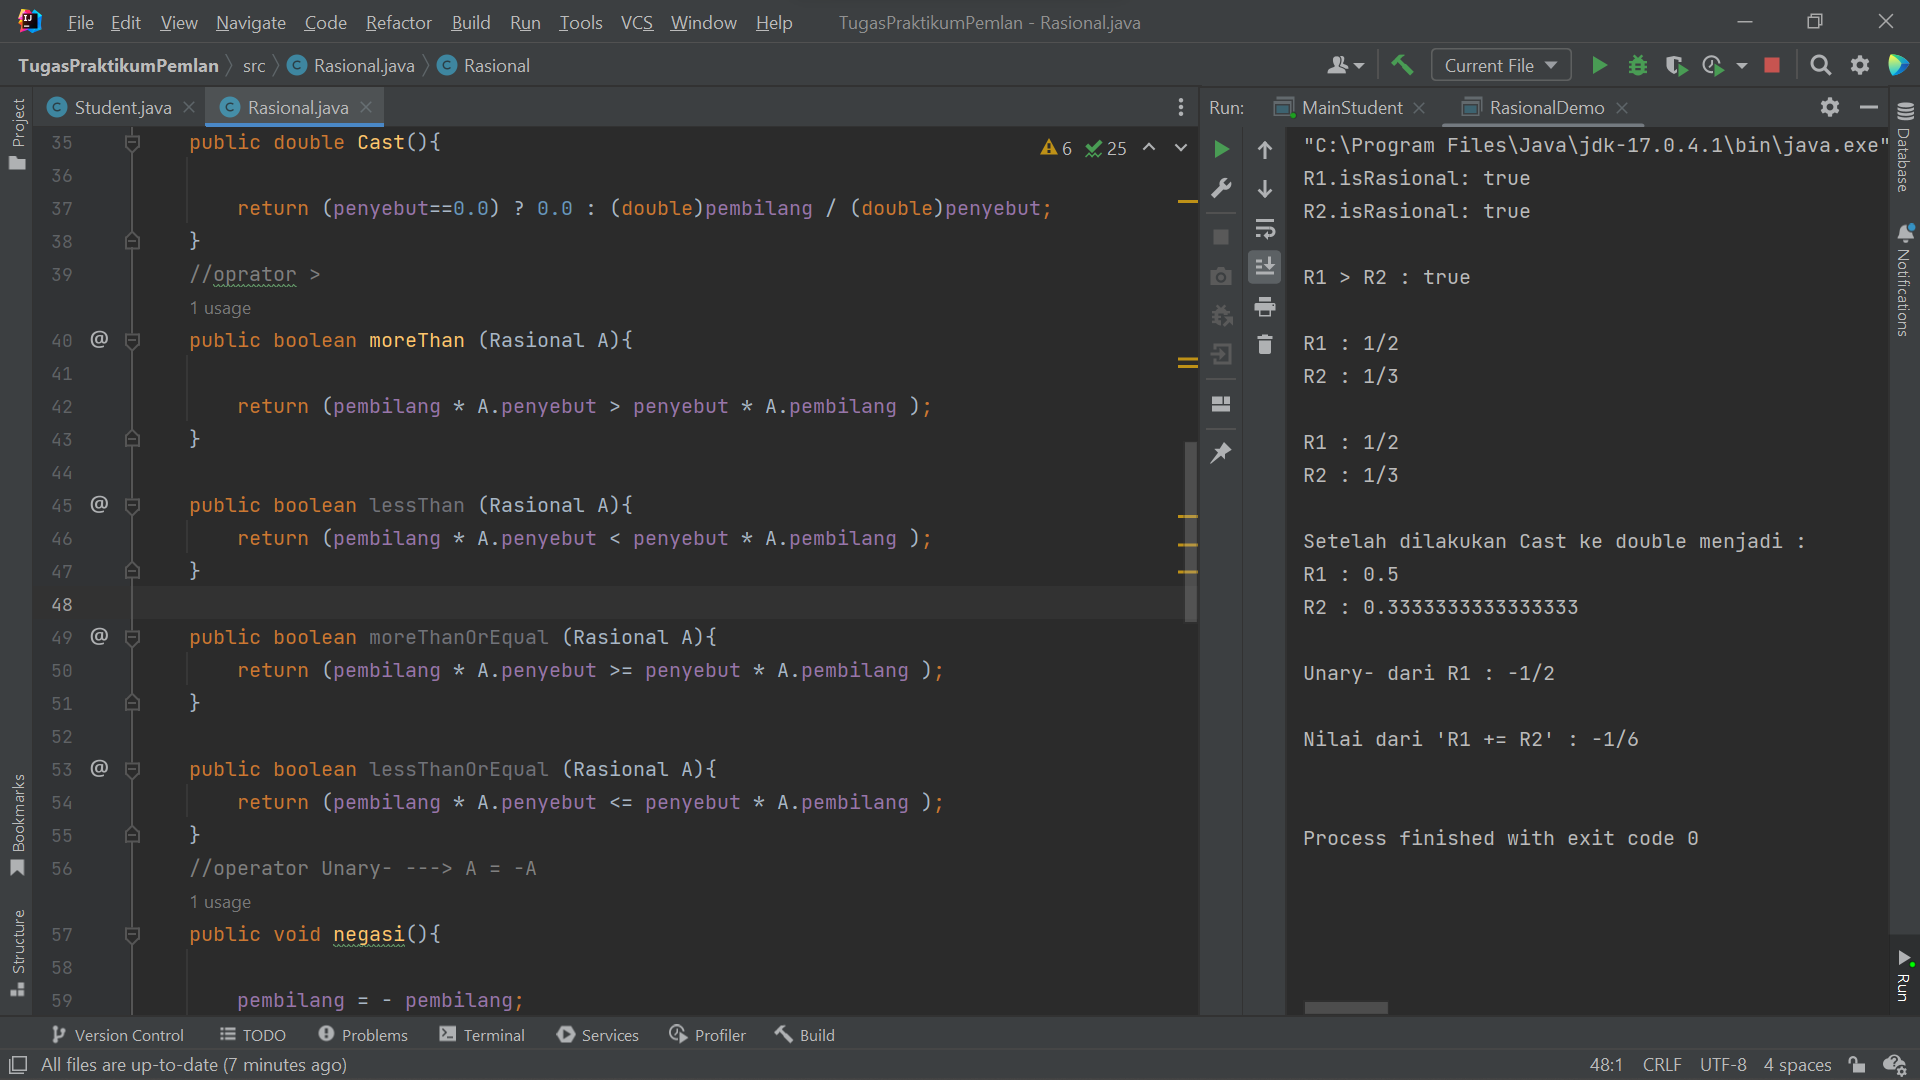 File Edit View Navigate Code Refactor Build Run Tools VCS Window Help TugasPraktikumPemlan - Rasional.java
TugasPraktikumPemlan src Rasional.java Rasional Current File
Project
Student.java Rasional.java
6 25
35 public double Cast(){
36
37 return (penyebut==0.0) ? 0.0 : (double)pembilang / (double)penyebut;
38 }
39 //oprator >
1 usage
40 @ public boolean moreThan (Rasional A){
41
42 return (pembilang * A.penyebut > penyebut * A.pembilang );
43 }
44
45 @ public boolean lessThan (Rasional A){
46 return (pembilang * A.penyebut < penyebut * A.pembilang );
47 }
48
49 @ public boolean moreThanOrEqual (Rasional A){
50 return (pembilang * A.penyebut >= penyebut * A.pembilang );
51 }
52
53 @ public boolean lessThanOrEqual (Rasional A){
54 return (pembilang * A.penyebut <= penyebut * A.pembilang );
55 }
56 //operator Unary- ---> A = -A
1 usage
57 public void negasi(){
58
59 pembilang = - pembilang;
Bookmarks
Structure
Run: MainStudent RasionalDemo
"C:\Program Files\Java\jdk-17.0.4.1\bin\java.exe"
R1.isRasional: true
R2.isRasional: true
R1 > R2 : true
R1 : 1/2
R2 : 1/3
R1 : 1/2
R2 : 1/3
Setelah dilakukan Cast ke double menjadi :
R1 : 0.5
R2 : 0.3333333333333333
Unary- dari R1 : -1/2
Nilai dari 'R1 += R2' : -1/6
Process finished with exit code 0
Database
Notifications
Run
Version Control TODO Problems Terminal Services Profiler Build
All files are up-to-date (7 minutes ago) 48:1 CRLF UTF-8 4 spaces